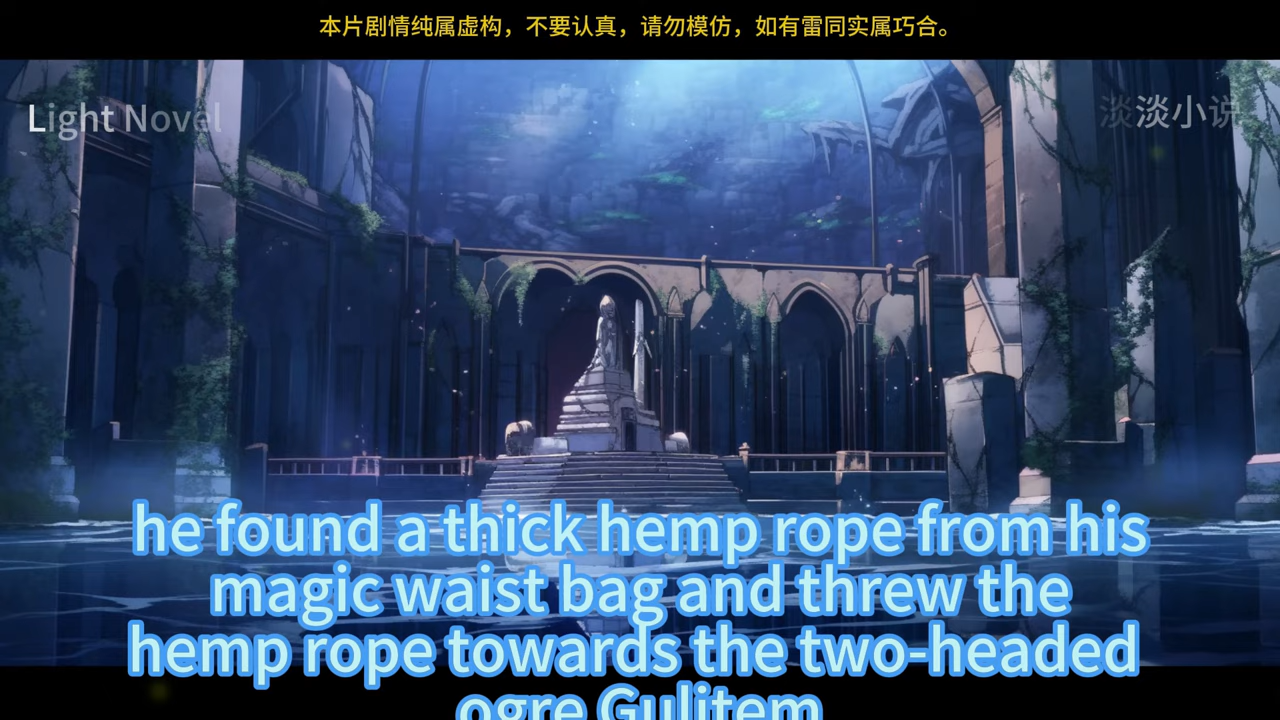 本片剧情纯属虚构，不要认真，请勿模仿，如有雷同实属巧合。
Light Novel
淡淡小说
he found a thick hemp rope from his
magic waist bag and threw the
hemp rope towards the two-headed
ogre Gulitem